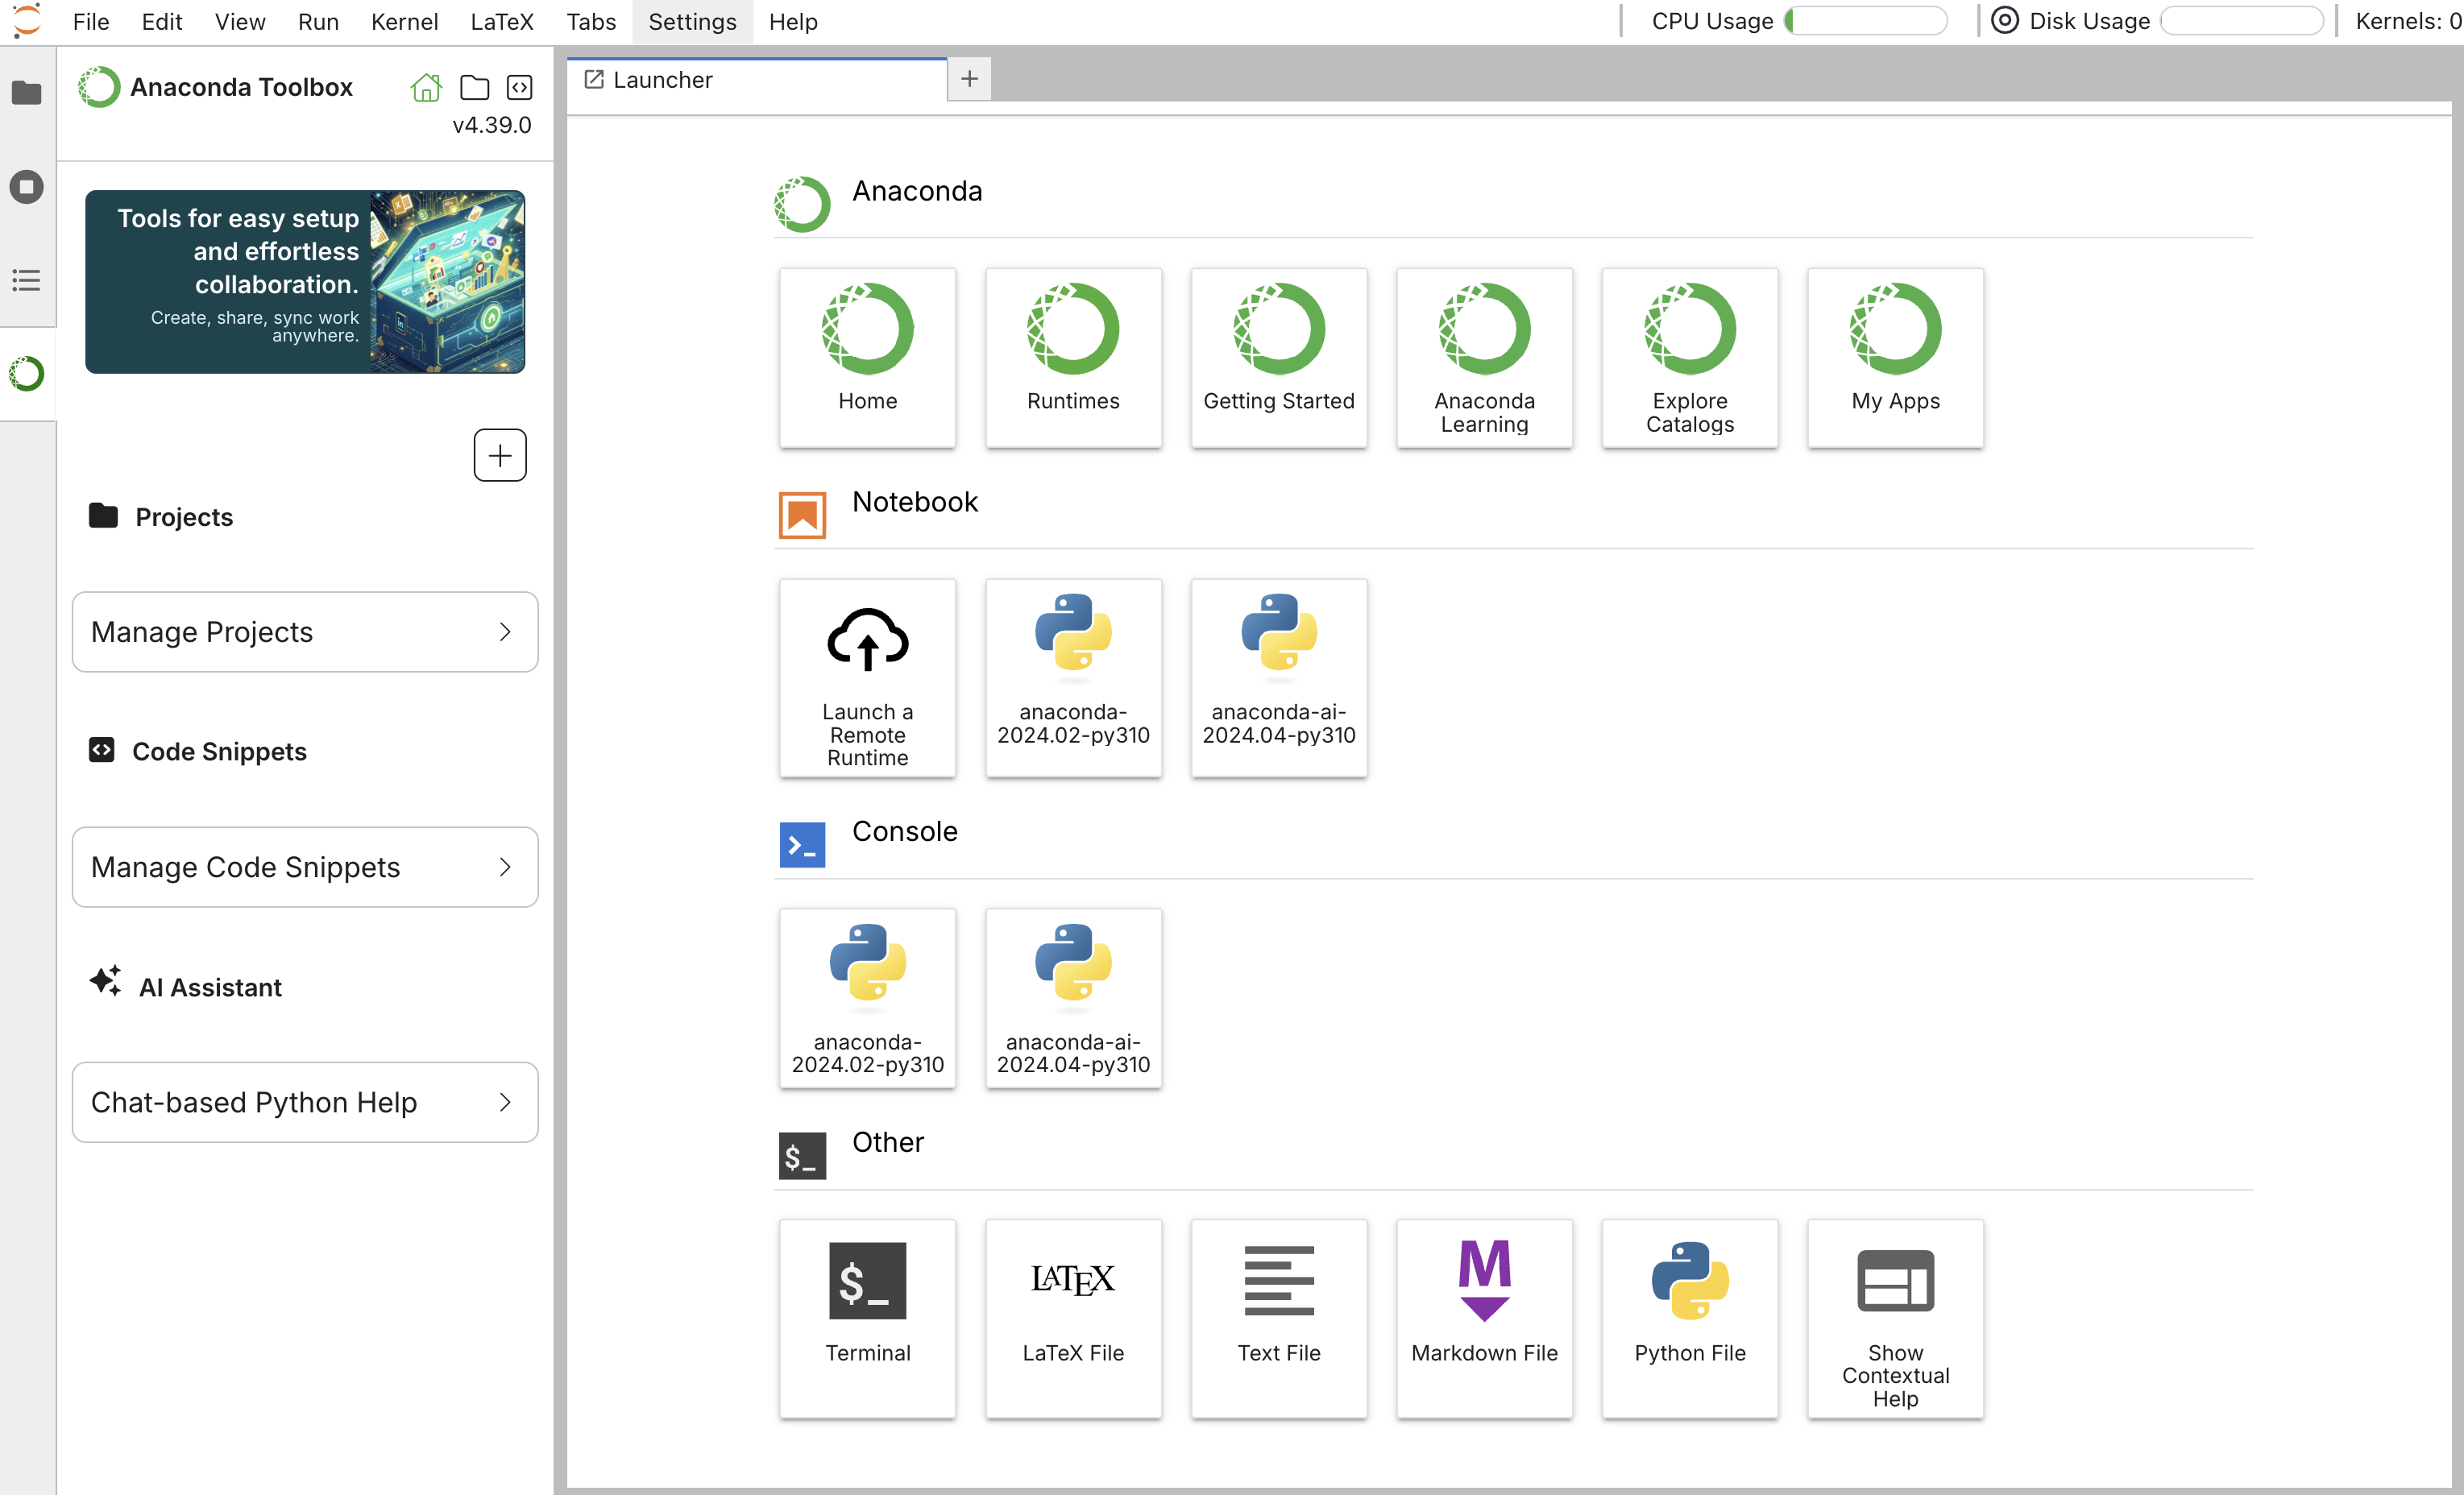 File Edit View Run Kernel LaTeX Tabs Settings Help CPU Usage Disk Usage Kernels: 0
Anaconda Toolbox
v4.39.0
Tools for easy setup
and effortless
collaboration.
Create, share, sync work
anywhere.
Projects
Manage Projects
Code Snippets
Manage Code Snippets
AI Assistant
Chat-based Python Help
Launcher
Anaconda
Home
Runtimes
Getting Started
Anaconda
Learning
Explore
Catalogs
My Apps
Notebook
Launch a
Remote
Runtime
anaconda-
2024.02-py310
anaconda-ai-
2024.04-py310
Console
anaconda-
2024.02-py310
anaconda-ai-
2024.04-py310
$_
Other
$_
Terminal
LATEX
LaTeX File
Text File
M
Markdown File
Python File
Show
Contextual
Help